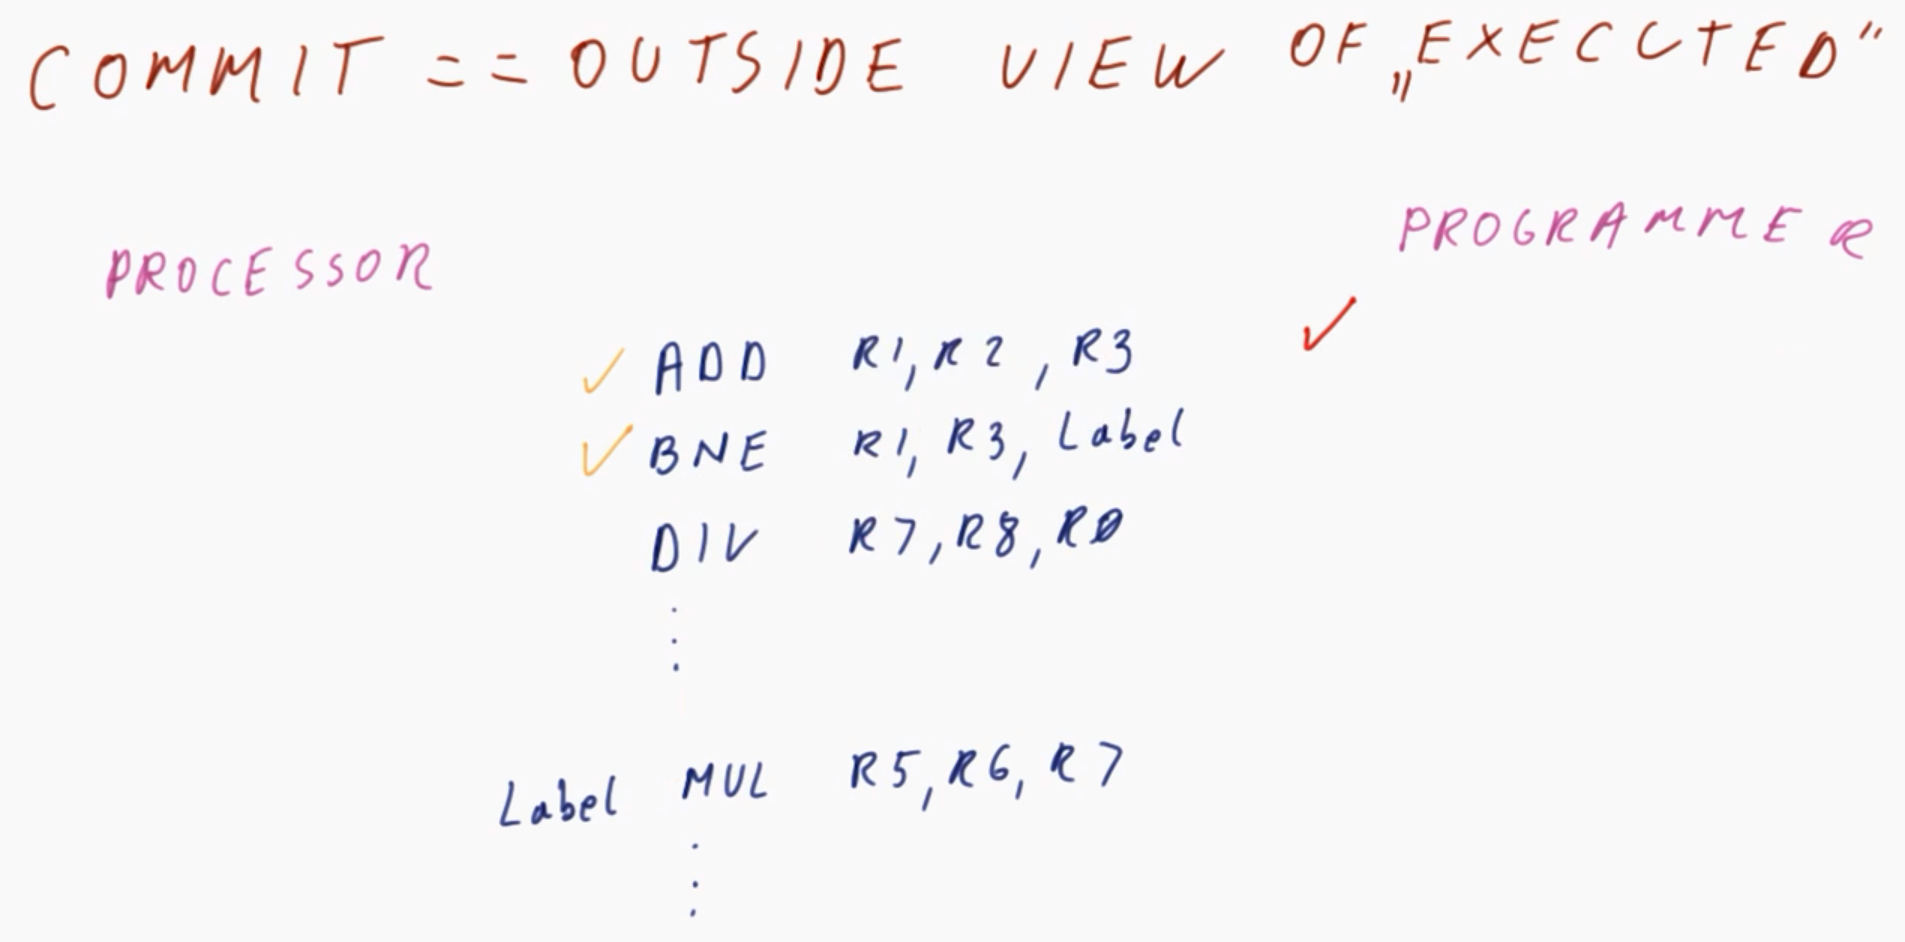 COMMIT == OUTSIDE VIEW OF „EXECUTED"
PROCESSOR
PROGRAMMER
✓ ADD R1, R2, R3 ✓
✓ BNE R1, R3, Label
DIV R7, R8, R0
⋮
Label MUL R5, R6, R7
⋮